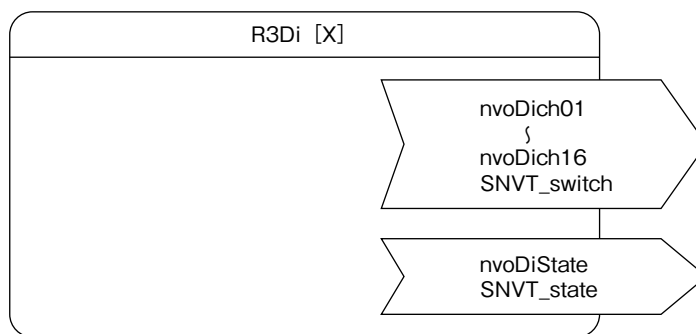 R3Di［X］
nvoDich01
∫
nvoDich16
SNVT_switch
nvoDiState
SNVT_state